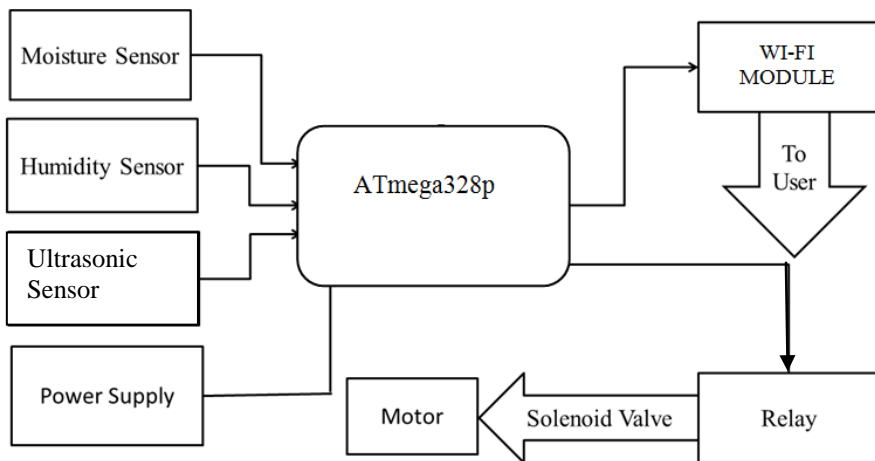 Moisture Sensor
WI-FI
MODULE
Humidity Sensor
ATmega328p
To
User
Ultrasonic
Sensor
Power Supply
Motor
Solenoid Valve
Relay